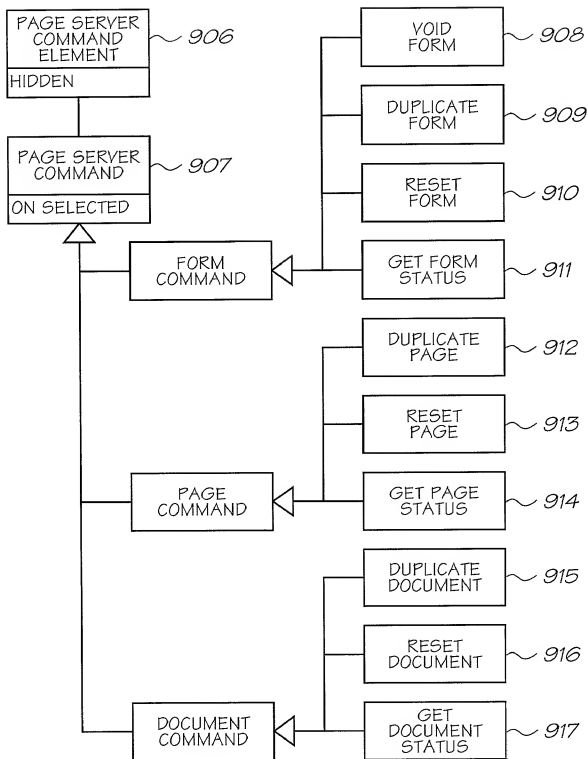 PAGE SERVER
COMMAND
ELEMENT
906
HIDDEN
PAGE SERVER
COMMAND
907
ON SELECTED
VOID
FORM
908
DUPLICATE
FORM
909
RESET
FORM
910
FORM
COMMAND
GET FORM
STATUS
911
DUPLICATE
PAGE
912
RESET
PAGE
913
PAGE
COMMAND
GET PAGE
STATUS
914
DUPLICATE
DOCUMENT
915
RESET
DOCUMENT
916
DOCUMENT
COMMAND
GET
DOCUMENT
STATUS
917